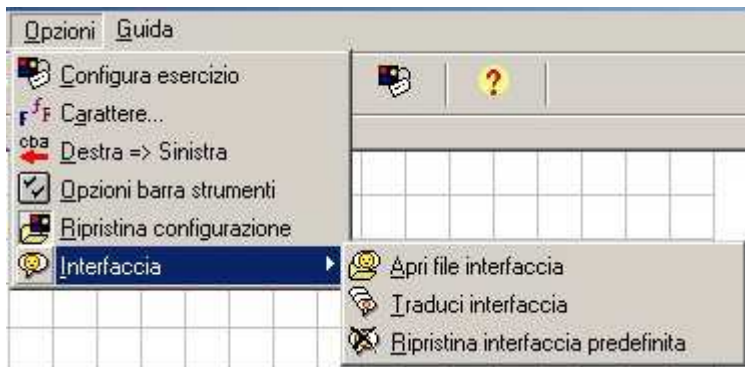 Opzioni Guida
Configura esercizio
Carattere...
Destra => Sinistra
Opzioni barra strumenti
Ripristina configurazione
Interfaccia
Apri file interfaccia
Traduci interfaccia
Ripristina interfaccia predefinita